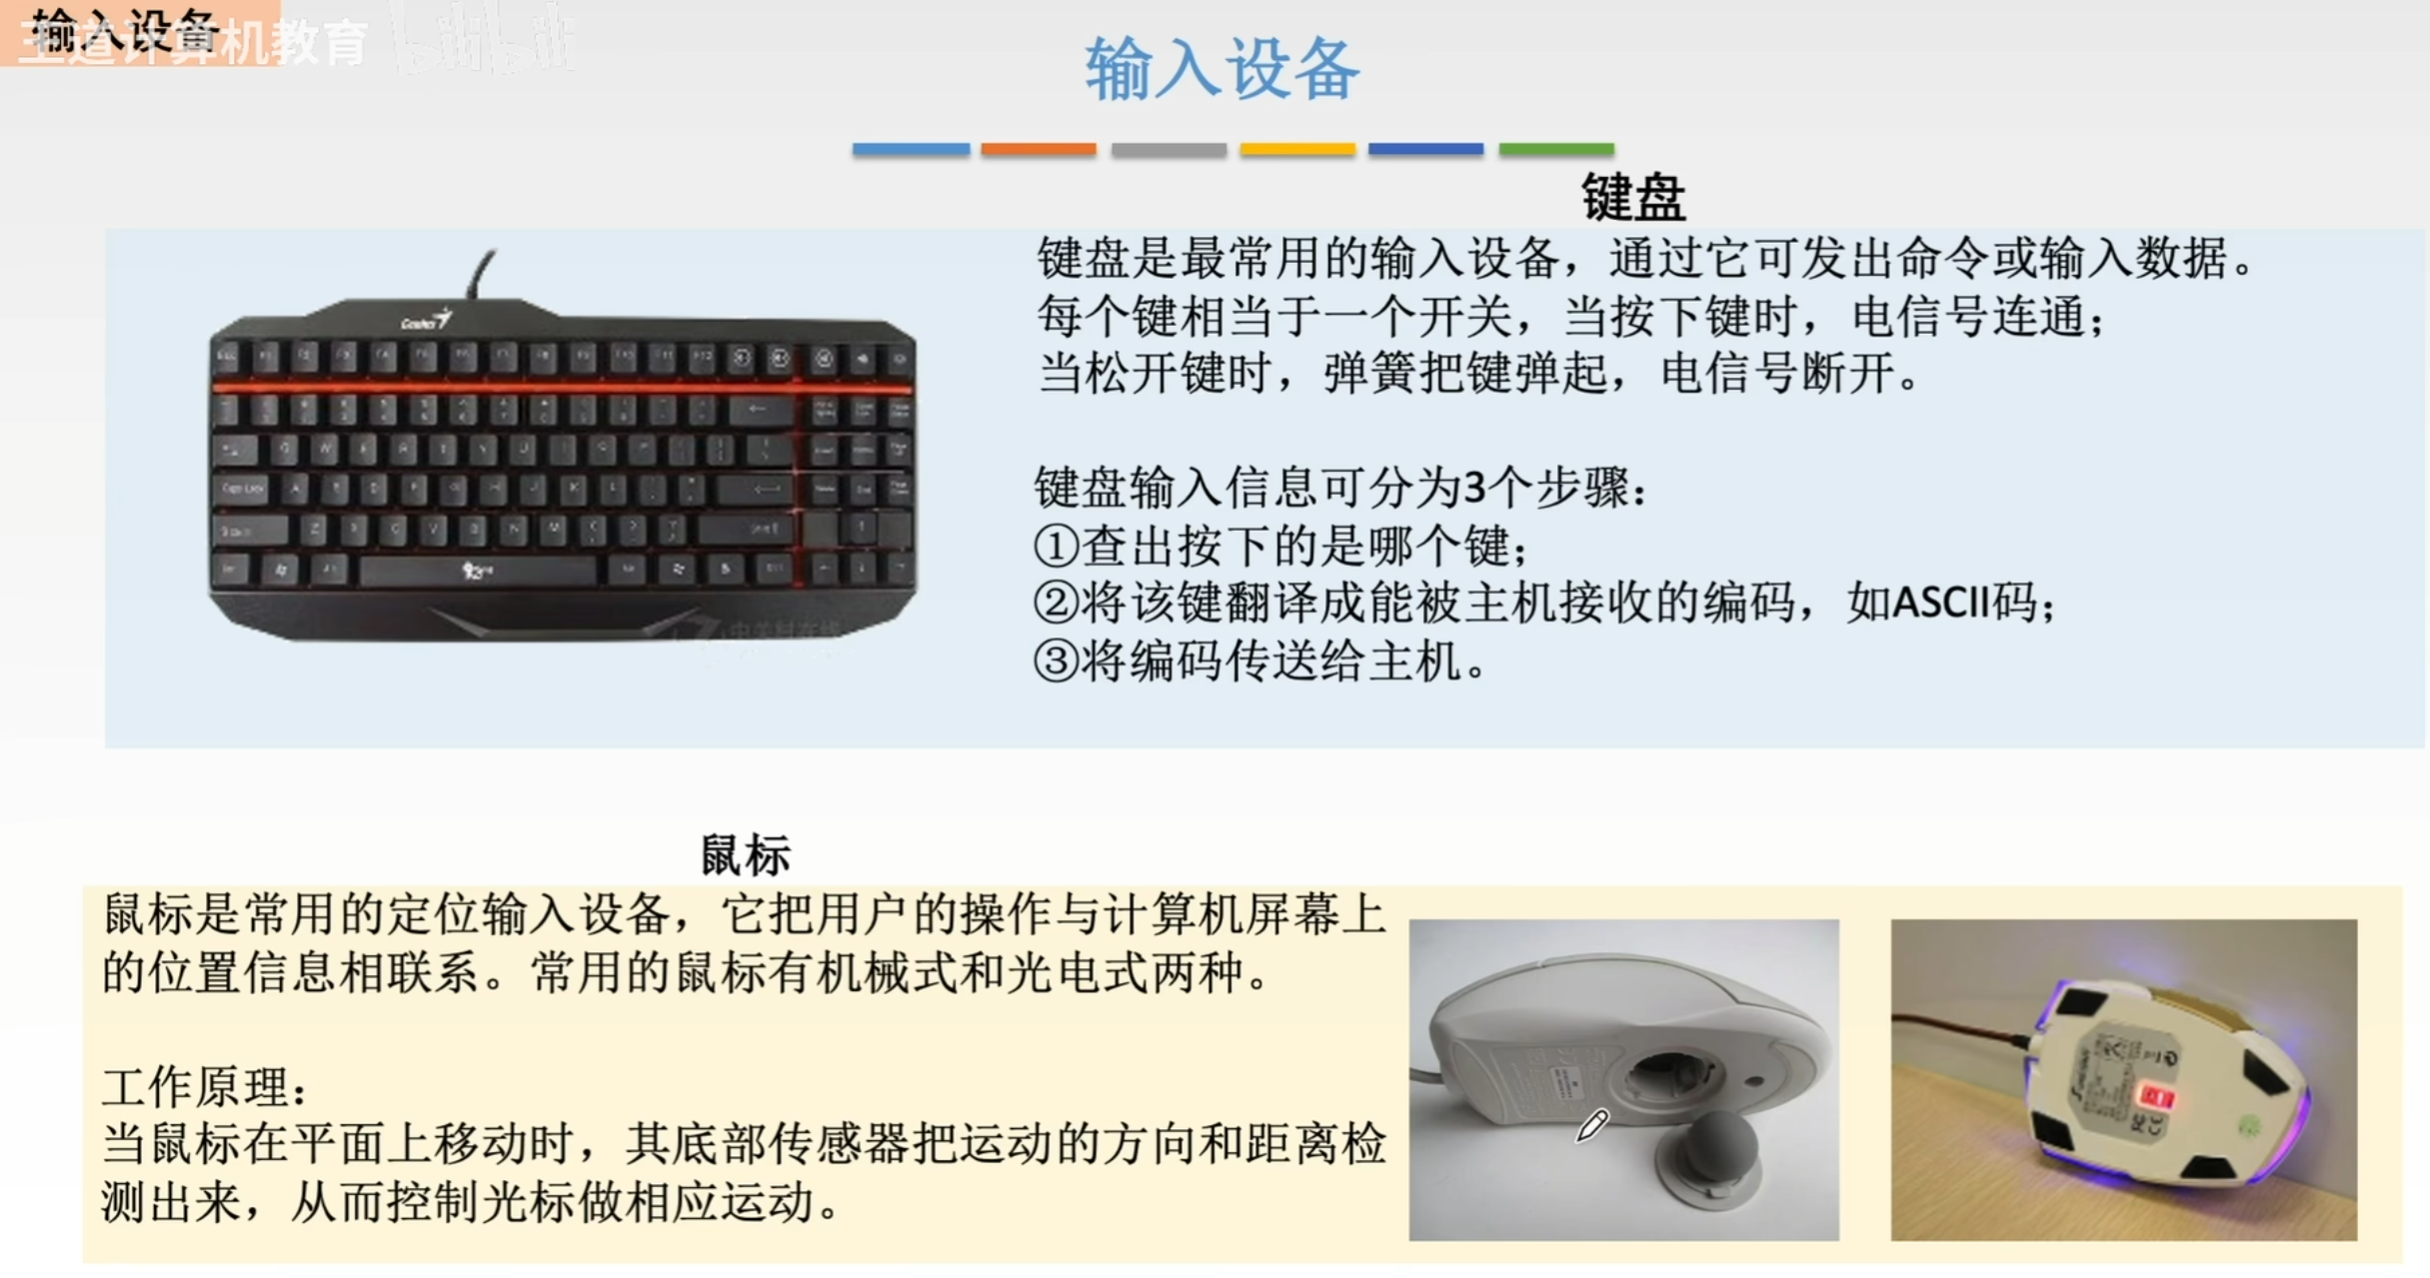 输入设备
王道计算机教育
bilibili
输入设备
键盘
键盘是最常用的输入设备，通过它可发出命令或输入数据。
每个键相当于一个开关，当按下键时，电信号连通；
当松开键时，弹簧把键弹起，电信号断开。
键盘输入信息可分为3个步骤：
①查出按下的是哪个键；
②将该键翻译成能被主机接收的编码，如ASCII码；
③将编码传送给主机。
鼠标
鼠标是常用的定位输入设备，它把用户的操作与计算机屏幕上
的位置信息相联系。常用的鼠标有机械式和光电式两种。
工作原理：
当鼠标在平面上移动时，其底部传感器把运动的方向和距离检
测出来，从而控制光标做相应运动。